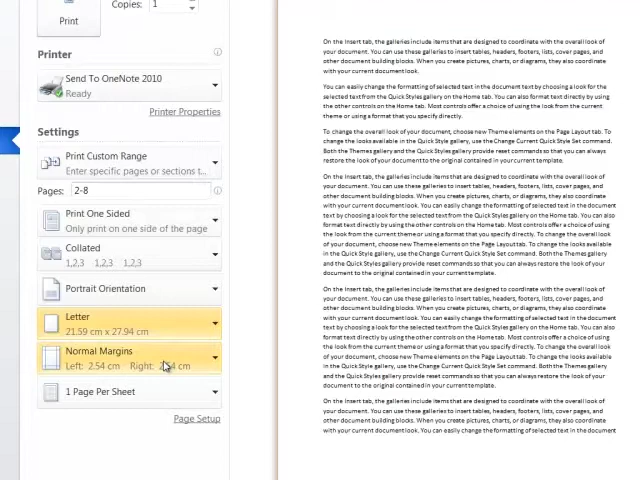 Print
Copies: 1
Printer
Send To OneNote 2010
Ready
Printer Properties
Settings
Print Custom Range
Enter specific pages or sections t...
Pages: 2-8
Print One Sided
Only print on one side of the page
Collated
1,2,3 1,2,3 1,2,3
Portrait Orientation
Letter
21.59 cm x 27.94 cm
Normal Margins
Left: 2.54 cm Right: cm
1 Page Per Sheet
Page Setup
On the Insert tab, the galleries include items that are designed to coordinate with the overall look of
your document. You can use these galleries to insert tables, headers, footers, lists, cover pages, and
other document building blocks. When you create pictures, charts, or diagrams, they also coordinate
with your current document look.
You can easily change the formatting of selected text in the document text by choosing a look for the
selected text from the Quick Styles gallery on the Home tab. You can also format text directly by using
the other controls on the Home tab. Most controls offer a choice of using the look from the current
theme or using a format that you specify directly.
To change the overall look of your document, choose new Theme elements on the Page Layout tab. To
change the looks available in the Quick Style gallery, use the Change Current Quick Style Set command.
Both the Themes gallery and the Quick Styles gallery provide reset commands so that you can always
restore the look of your document to the original contained in your current template.
On the Insert tab, the galleries include items that are designed to coordinate with the overall look of
your document. You can use these galleries to insert tables, headers, footers, lists, cover pages, and
other document building blocks. When you create pictures, charts, or diagrams, they also coordinate
with your current document look. You can easily change the formatting of selected text in the document
text by choosing a look for the selected text from the Quick Styles gallery on the Home tab. You can also
format text directly by using the other controls on the Home tab. Most controls offer a choice of using
the look from the current theme or using a format that you specify directly. To change the overall look
of your document, choose new Theme elements on the Page Layout tab. To change the looks available
in the Quick Style gallery, use the Change Current Quick Style Set command. Both the Themes gallery
and the Quick Styles gallery provide reset commands so that you can always restore the look of your
document to the original contained in your current template.
On the Insert tab, the galleries include items that are designed to coordinate with the overall look of
your document. You can use these galleries to insert tables, headers, footers, lists, cover pages, and
other document building blocks. When you create pictures, charts, or diagrams, they also coordinate
with your current document look. You can easily change the formatting of selected text in the document
text by choosing a look for the selected text from the Quick Styles gallery on the Home tab. You can also
format text directly by using the other controls on the Home tab. Most controls offer a choice of using
the look from the current theme or using a format that you specify directly. To change the overall look
of your document, choose new Theme elements on the Page Layout tab. To change the looks available
in the Quick Style gallery, use the Change Current Quick Style Set command. Both the Themes gallery
and the Quick Styles gallery provide reset commands so that you can always restore the look of your
document to the original contained in your current template.
On the Insert tab, the galleries include items that are designed to coordinate with the overall look of
your document. You can use these galleries to insert tables, headers, footers, lists, cover pages, and
other document building blocks. When you create pictures, charts, or diagrams, they also coordinate
with your current document look. You can easily change the formatting of selected text in the document